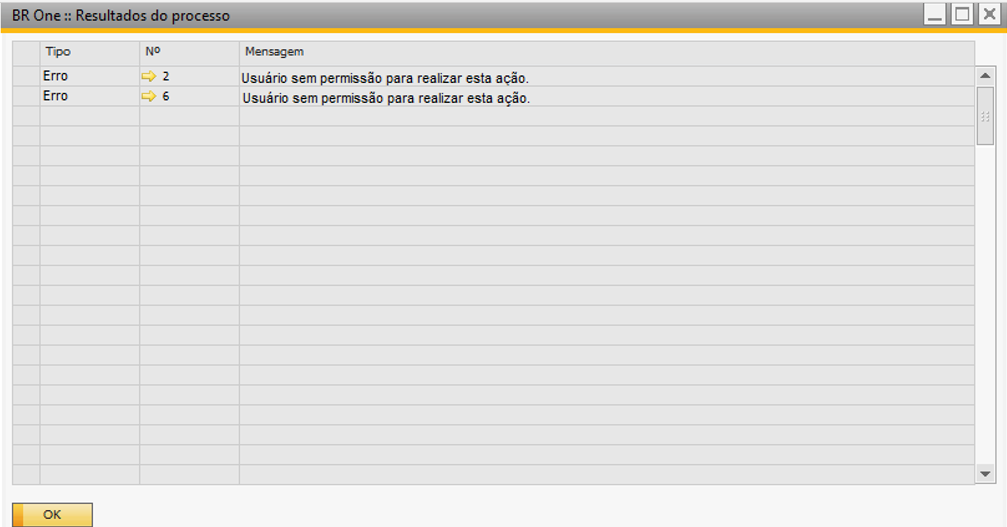 BR One :: Resultados do processo
Tipo Nº Mensagem
Erro 2 Usuário sem permissão para realizar esta ação.
Erro 6 Usuário sem permissão para realizar esta ação.
OK